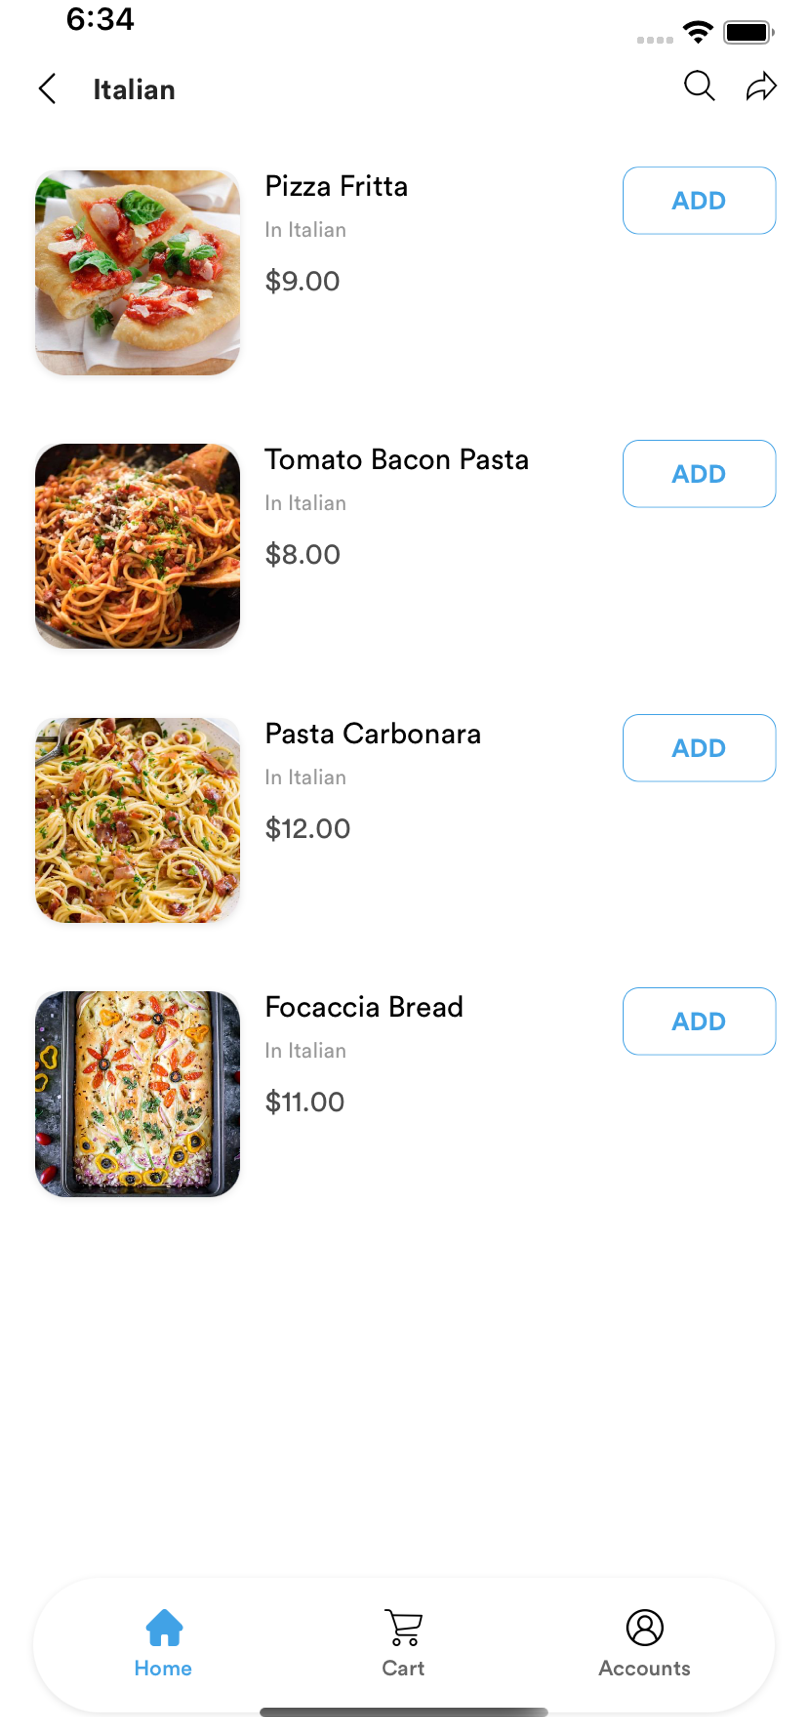 6:34
Italian
Pizza Fritta
ADD
In Italian
$9.00
Tomato Bacon Pasta
ADD
In Italian
$8.00
Pasta Carbonara
ADD
In Italian
$12.00
Focaccia Bread
ADD
In Italian
$11.00
Home
Cart
Accounts